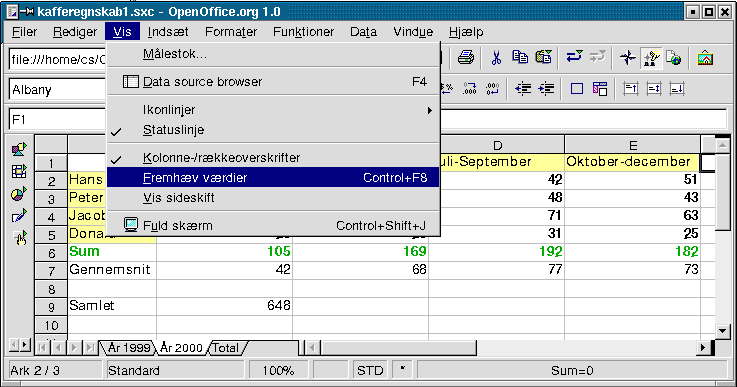 kafferegnskab1.sxc - OpenOffice.org 1.0
Filer Rediger Vis Indsæt Formater Funktioner Data Vindue Hjælp
file:///home/cs/
Målestok...
Albany
Data source browser F4
F1
Ikonlinjer
Statuslinje
Kolonne-/rækkeoverskrifter
Fremhæv værdier Control+F8
Vis sideskift
Fuld skærm Control+Shift+J
D E
1 uli-September Oktober-december
2 Hans 42 51
3 Peter 48 43
4 Jacob 71 63
5 Donald 31 25
6 Sum 105 169 192 182
7 Gennemsnit 42 68 77 73
8
9 Samlet 648
10
År 1999 År 2000 Total
Ark 2 / 3 Standard 100% STD * Sum=0